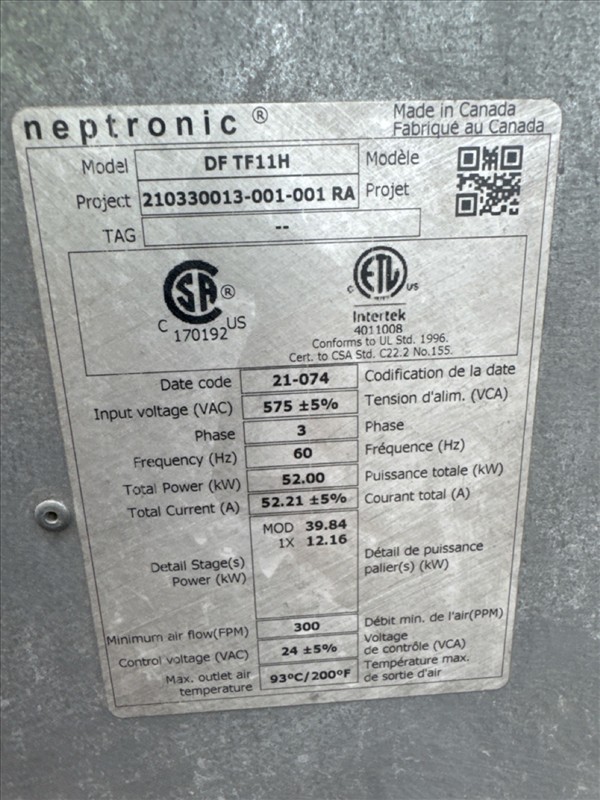 neptronic ®
Made in Canada
Fabriqué au Canada
Model DF TF11H Modèle
Project 210330013-001-001 RA Projet
TAG --
CSA ®
C 170192 US
C ETL US
Intertek
4011008
Conforms to UL Std. 1996.
Cert. to CSA Std. C22.2 No.155.
Date code 21-074 Codification de la date
Input voltage (VAC) 575 ±5% Tension d'alim. (VCA)
Phase 3 Phase
Frequency (Hz) 60 Fréquence (Hz)
Total Power (kW) 52.00 Puissance totale (kW)
Total Current (A) 52.21 ±5% Courant total (A)
MOD 39.84
1X 12.16
Detail Stage(s) Détail de puissance
Power (kW) palier(s) (kW)
Minimum air flow(FPM) 300 Débit min. de l'air(PPM)
Control voltage (VAC) 24 ±5% Voltage
de contrôle (VCA)
Max. outlet air 93ºC/200ºF Température max.
temperature de sortie d'air